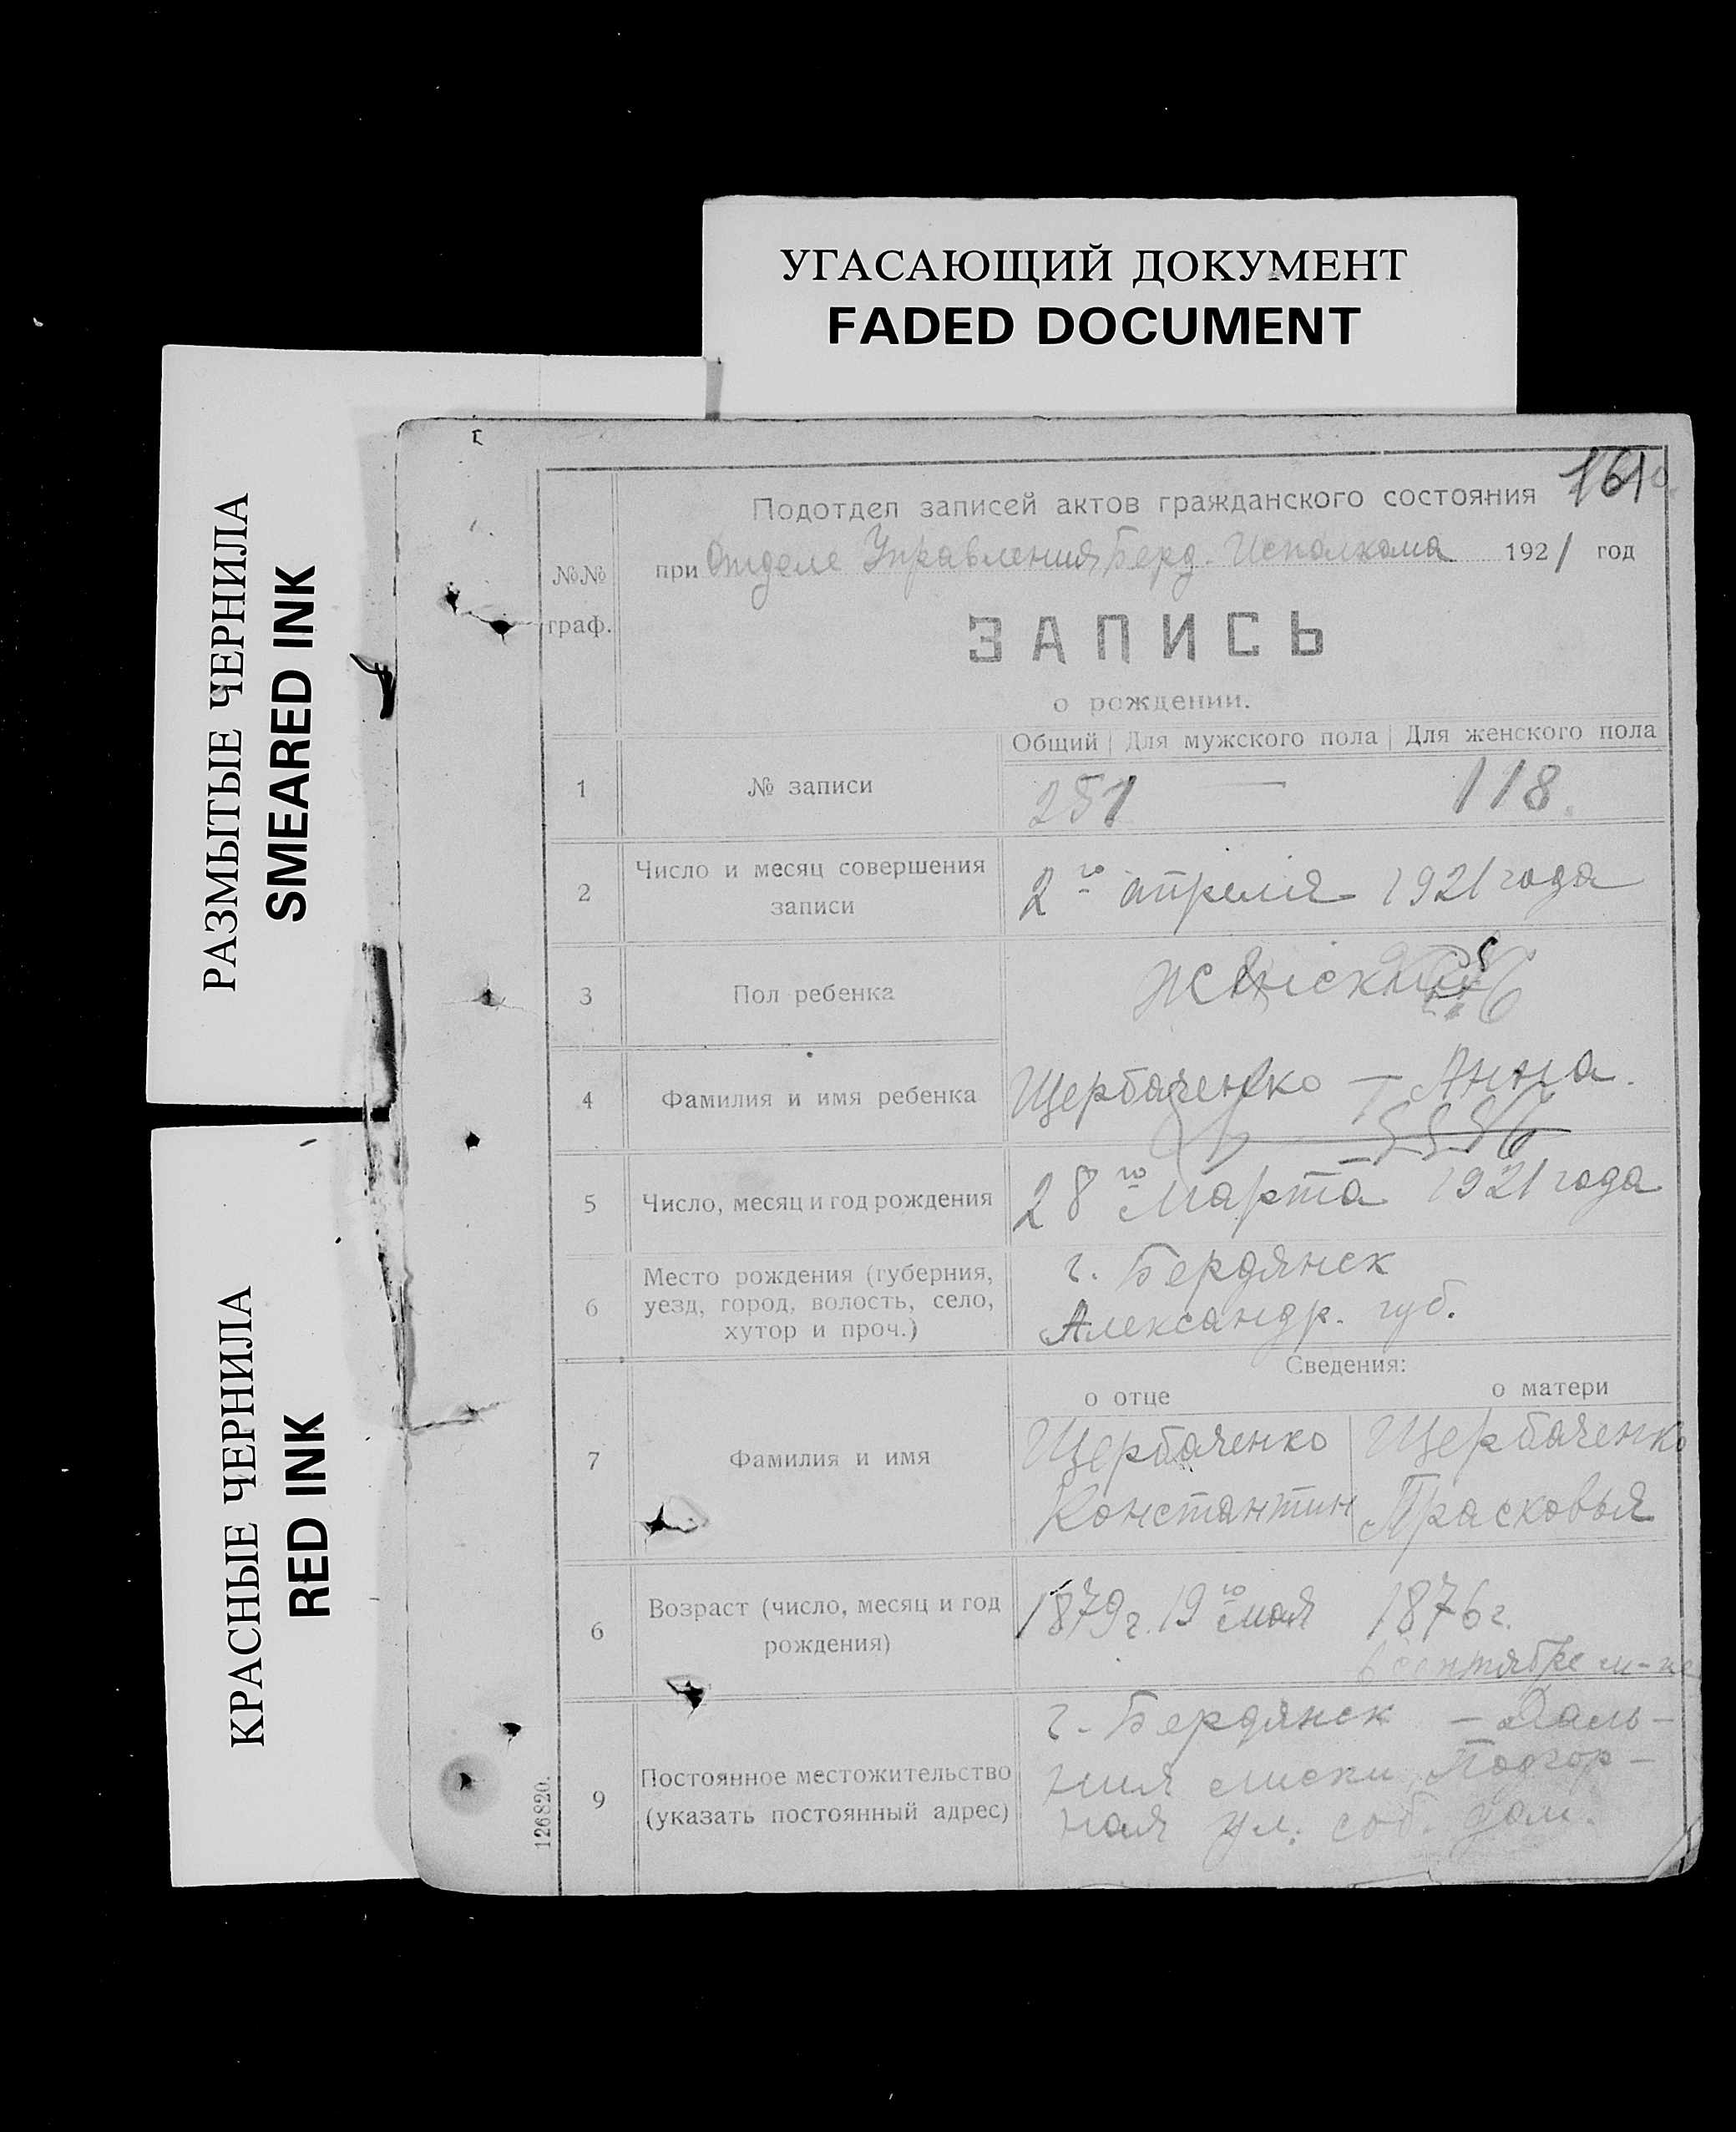 УГАСАЮЩИЙ ДОКУМЕНТ
FADED DOCUMENT
РАЗМЫТЫЕ ЧЕРНИЛА
SMEARED INK
КРАСНЫЕ ЧЕРНИЛА
RED INK
161
Подотдел записей актов гражданского состояния
при Отделе Управления Берд. Исполкома 1921 год
№№
граф.
ЗАПИСЬ
о рождении.
Общий Для мужского пола Для женского пола
1 № записи 251 — 118.
2 Число и месяц совершения
записи
2го апреля 1921 года
3 Пол ребенка Женский
4 Фамилия и имя ребенка Щербаченко — Анна.
5 Число, месяц и год рождения 28го марта 1921 года
6 Место рождения (губерния,
уезд, город, волость, село,
хутор и проч.)
г. Бердянск
Александр. губ.
Сведения:
о отце о матери
7 Фамилия и имя
Щербаченко Щербаченко
Константин Прасковья
6 Возраст (число, месяц и год
рождения)
1879г. 19го мая 1876г.
в сентябре м-це
9 Постоянное местожительство
(указать постоянный адрес)
г. Бердянск — Даль-
ния Подгор-
ная ул. соб. дом.
126820.